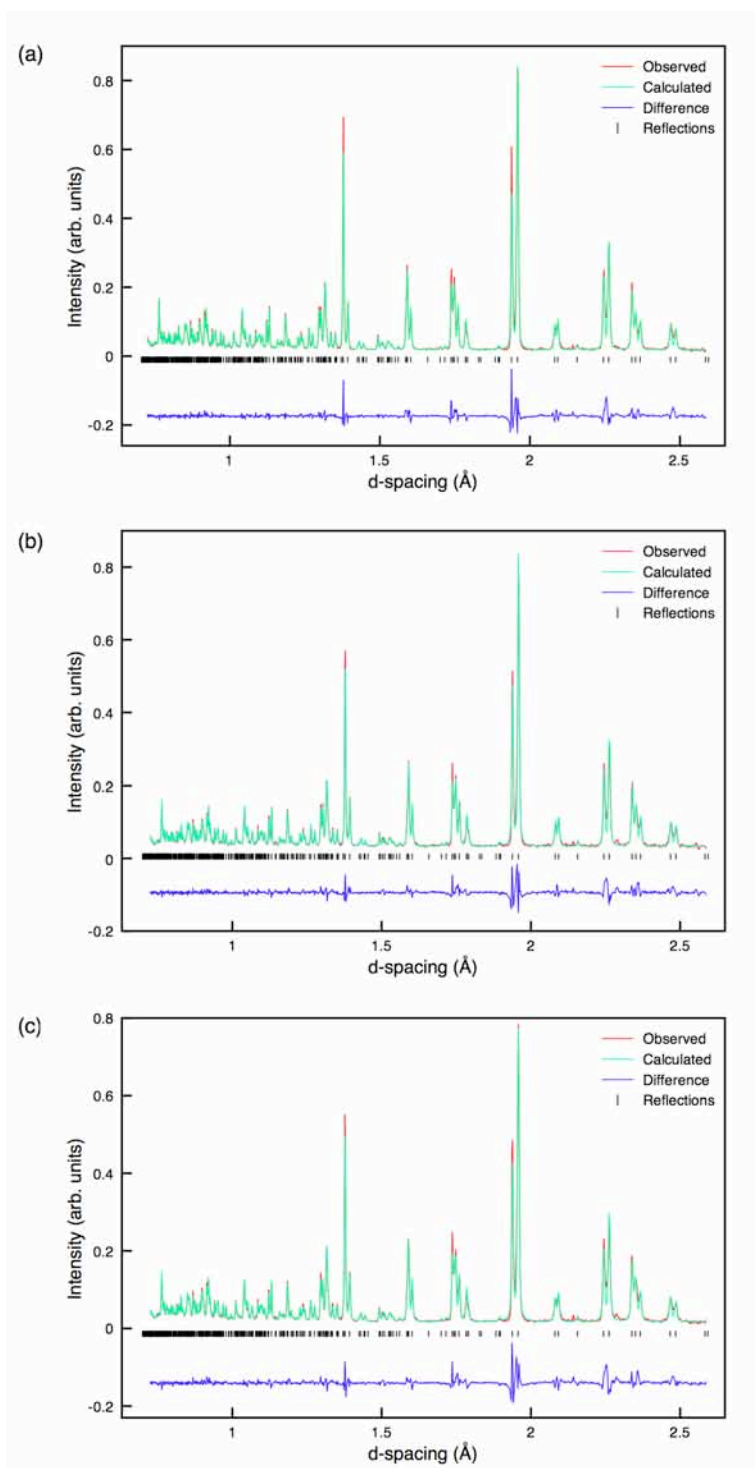 (a)
Observed
Calculated
Difference
Reflections
0.8
0.6
0.4
0.2
0
-0.2
Intensity (arb. units)
1
1.5
2
2.5
d-spacing (Å)
(b)
Observed
Calculated
Difference
Reflections
0.8
0.6
0.4
0.2
0
-0.2
Intensity (arb. units)
1
1.5
2
2.5
d-spacing (Å)
(c)
Observed
Calculated
Difference
Reflections
0.8
0.6
0.4
0.2
0
-0.2
Intensity (arb. units)
1
1.5
2
2.5
d-spacing (Å)